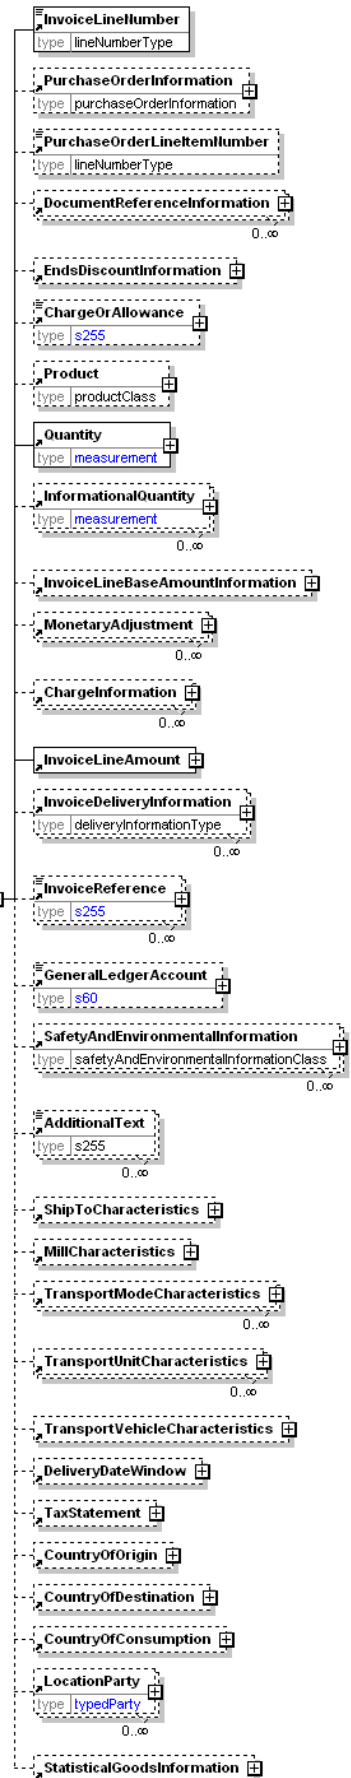 InvoiceLineNumber
type lineNumberType
PurchaseOrderInformation
type purchaseOrderInformation
PurchaseOrderLineItemNumber
type lineNumberType
DocumentReferenceInformation
0..∞
EndsDiscountInformation
ChargeOrAllowance
type s255
Product
type productClass
Quantity
type measurement
InformationalQuantity
type measurement
0..∞
InvoiceLineBaseAmountInformation
MonetaryAdjustment
0..∞
ChargeInformation
0..∞
InvoiceLineAmount
InvoiceDeliveryInformation
type deliveryInformationType
0..∞
InvoiceReference
type s255
0..∞
GeneralLedgerAccount
type s60
SafetyAndEnvironmentalInformation
type safetyAndEnvironmentalInformationClass
0..∞
AdditionalText
type s255
0..∞
ShipToCharacteristics
MillCharacteristics
TransportModeCharacteristics
0..∞
TransportUnitCharacteristics
0..∞
TransportVehicleCharacteristics
DeliveryDateWindow
TaxStatement
CountryOfOrigin
CountryOfDestination
CountryOfConsumption
LocationParty
type typedParty
0..∞
StatisticalGoodsInformation